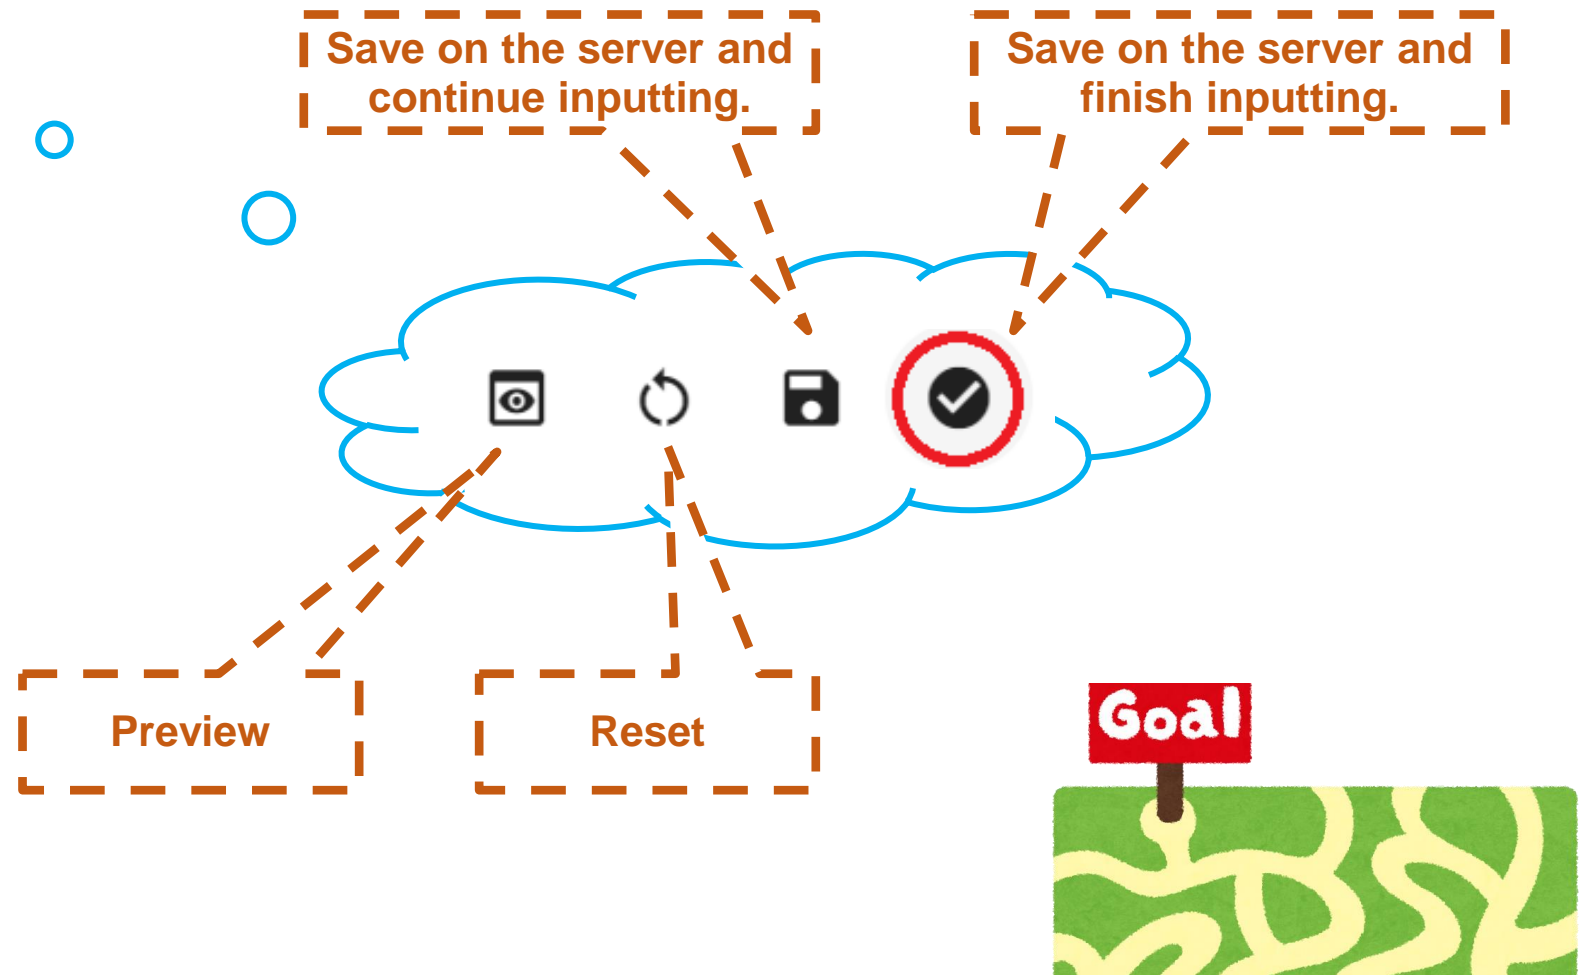 Save on the server and
continue inputting.
Save on the server and
finish inputting.
Preview
Reset
Goal